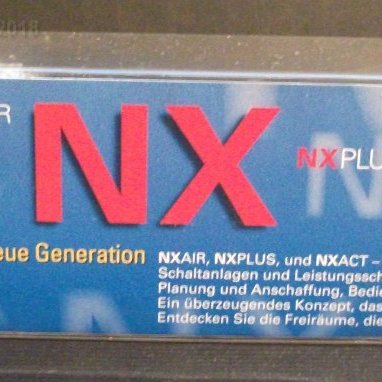 2018
R
NX
NXPLU
eue Generation
NXAIR, NXPLUS, und NXACT –
Schaltanlagen und Leistungssch
Planung und Anschaffung, Bedie
Ein überzeugendes Konzept, das
Entdecken Sie die Freiräume, die